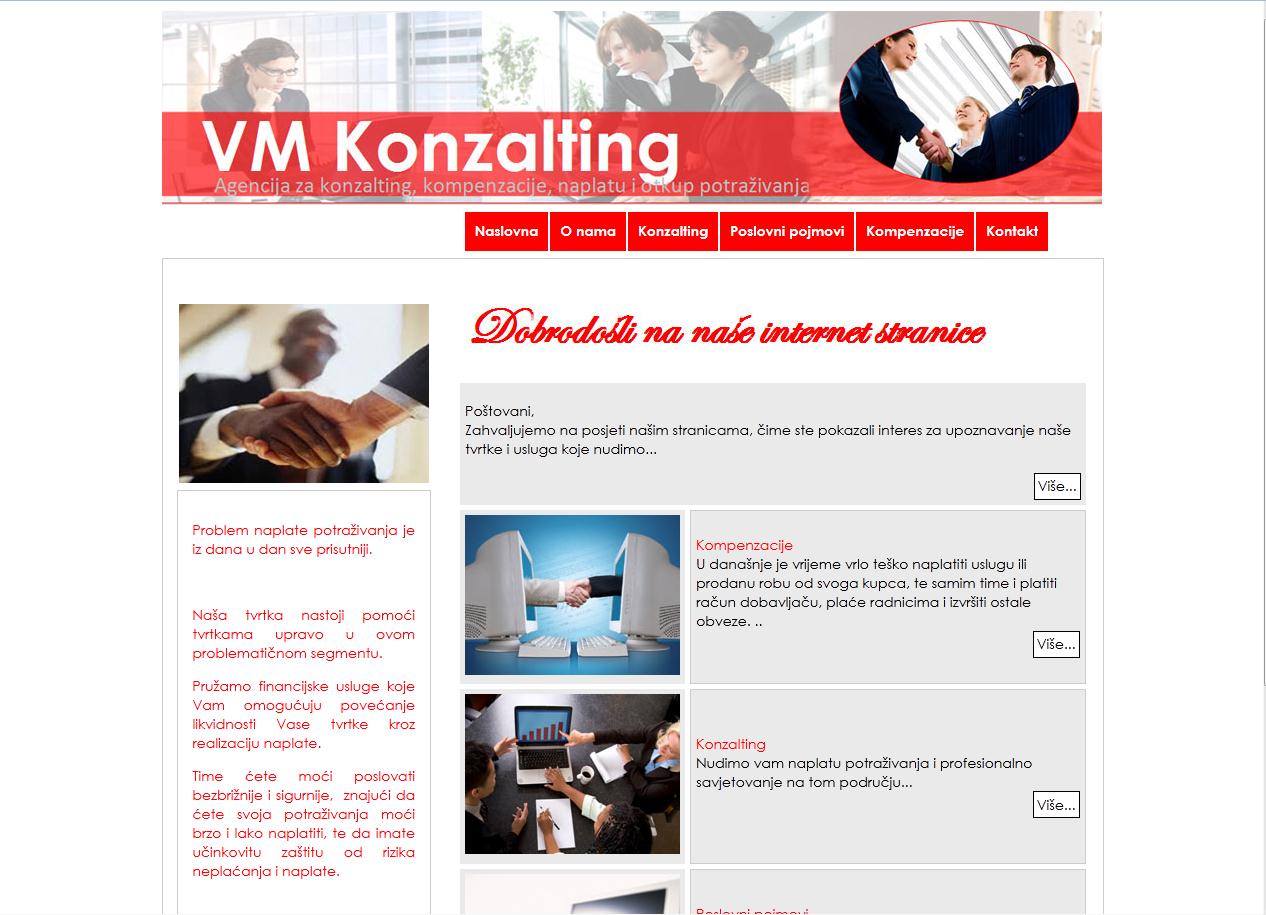 VM Konzalting
Agencija za konzalting, kompenzacije, naplatu i otkup potraživanja
Naslovna
O nama
Konzalting
Poslovni pojmovi
Kompenzacije
Kontakt
Problem naplate potraživanja je
iz dana u dan sve prisutniji.
Naša tvrtka nastoji pomoći
tvrtkama upravo u ovom
problematičnom segmentu.
Pružamo financijske usluge koje
Vam omogućuju povećanje
likvidnosti Vase tvrtke kroz
realizaciju naplate.
Time ćete moći poslovati
bezbrižnije i sigurnije, znajući da
ćete svoja potraživanja moći
brzo i lako naplatiti, te da imate
učinkovitu zaštitu od rizika
neplaćanja i naplate.
Dobrodošli na naše internet stranice
Poštovani,
Zahvaljujemo na posjeti našim stranicama, čime ste pokazali interes za upoznavanje naše
tvrtke i usluga koje nudimo...
Više...
Kompenzacije
U današnje je vrijeme vrlo teško naplatiti uslugu ili
prodanu robu od svoga kupca, te samim time i platiti
račun dobavljaču, plaće radnicima i izvršiti ostale
obveze. ..
Više...
Konzalting
Nudimo vam naplatu potraživanja i profesionalno
savjetovanje na tom području...
Više...
Poslovni pojmovi